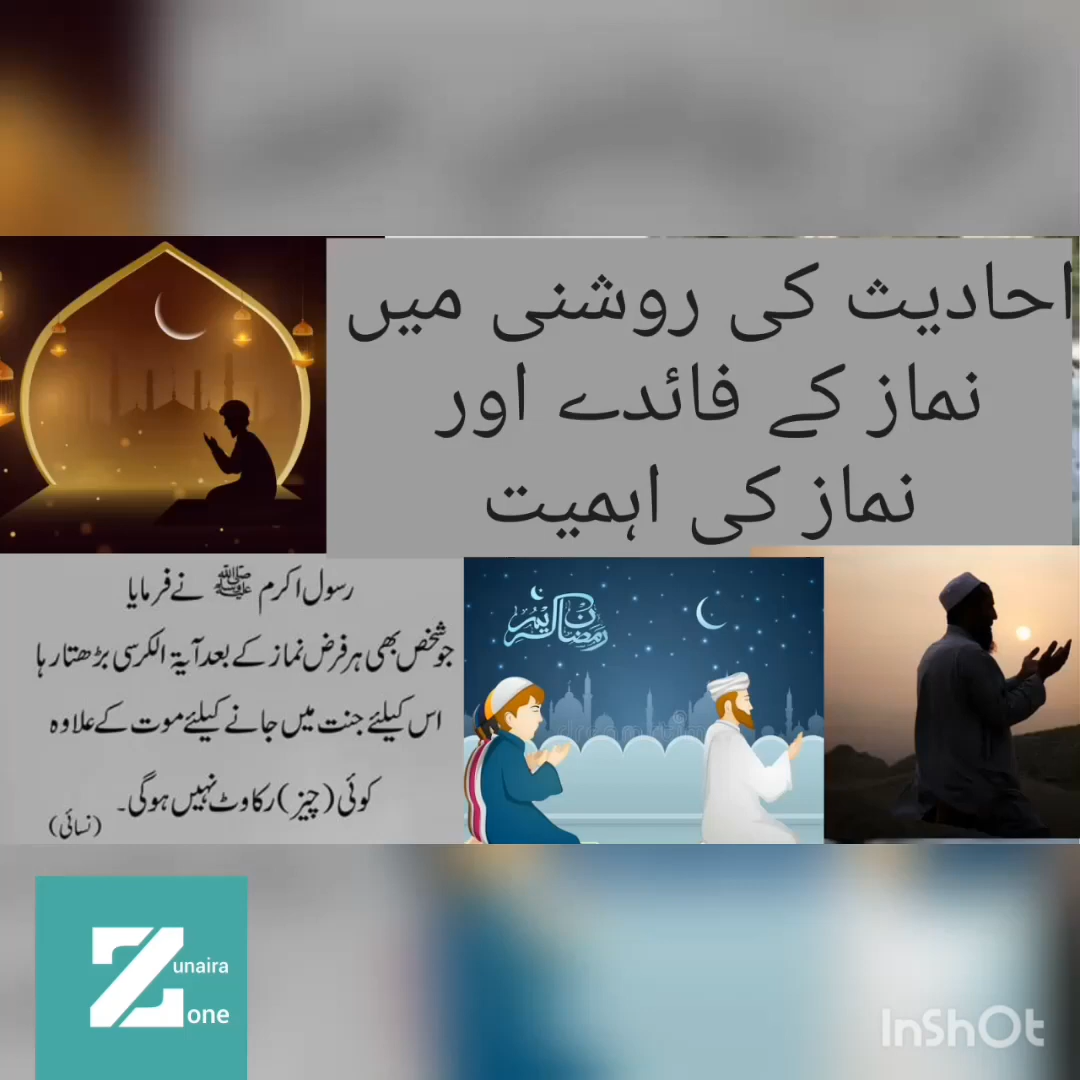 احادیث کی روشنی میں
نماز کے فائدے اور
نماز کی اہمیت
رسول اکرم ﷺ نے فرمایا
جو شخص بھی ہر فرض نماز کے بعد آیۃ الکرسی پڑھتا رہا
اس کیلئے جنت میں جانے کیلئے موت کے علاوہ
کوئی (چیز) رکاوٹ نہیں ہوگی۔
(نسائی)
رمضان کریم
Zunaira
Zone
InShOt